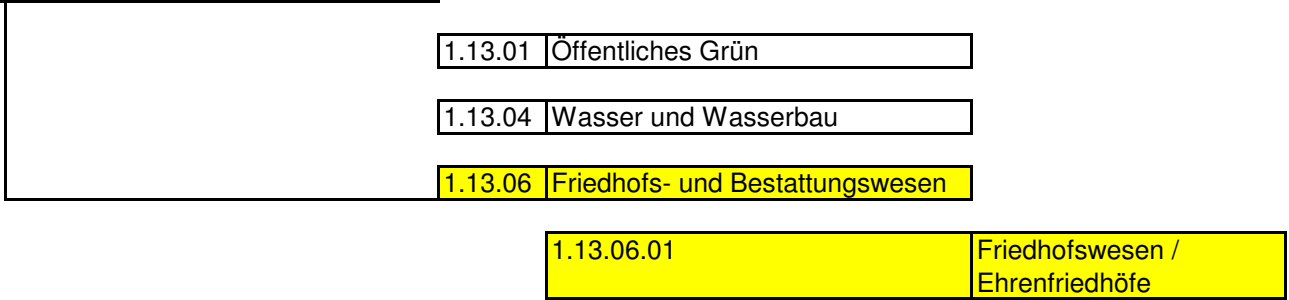 1.13.01 Öffentliches Grün
1.13.04 Wasser und Wasserbau
1.13.06 Friedhofs- und Bestattungswesen
1.13.06.01 Friedhofswesen /
Ehrenfriedhöfe